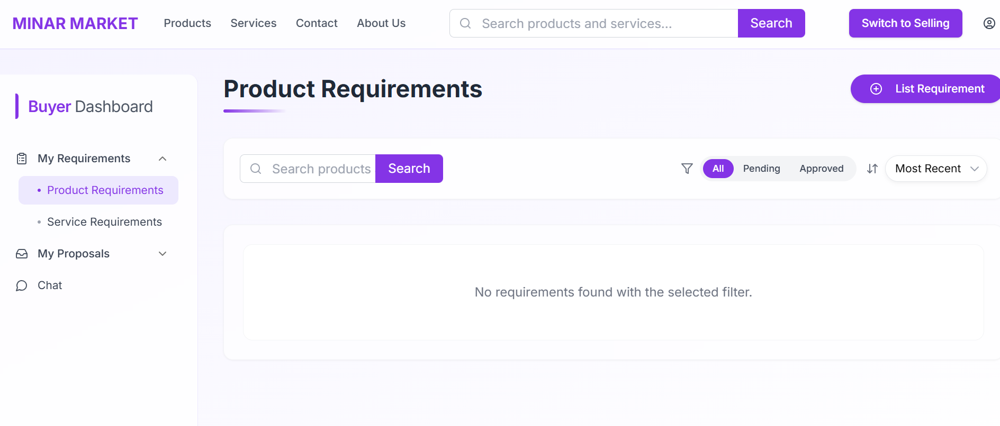 MINAR MARKET
Products
Services
Contact
About Us
Search products and services...
Search
Switch to Selling
Buyer Dashboard
My Requirements
Product Requirements
Service Requirements
My Proposals
Chat
Product Requirements
List Requirement
Search products
Search
All
Pending
Approved
Most Recent
No requirements found with the selected filter.